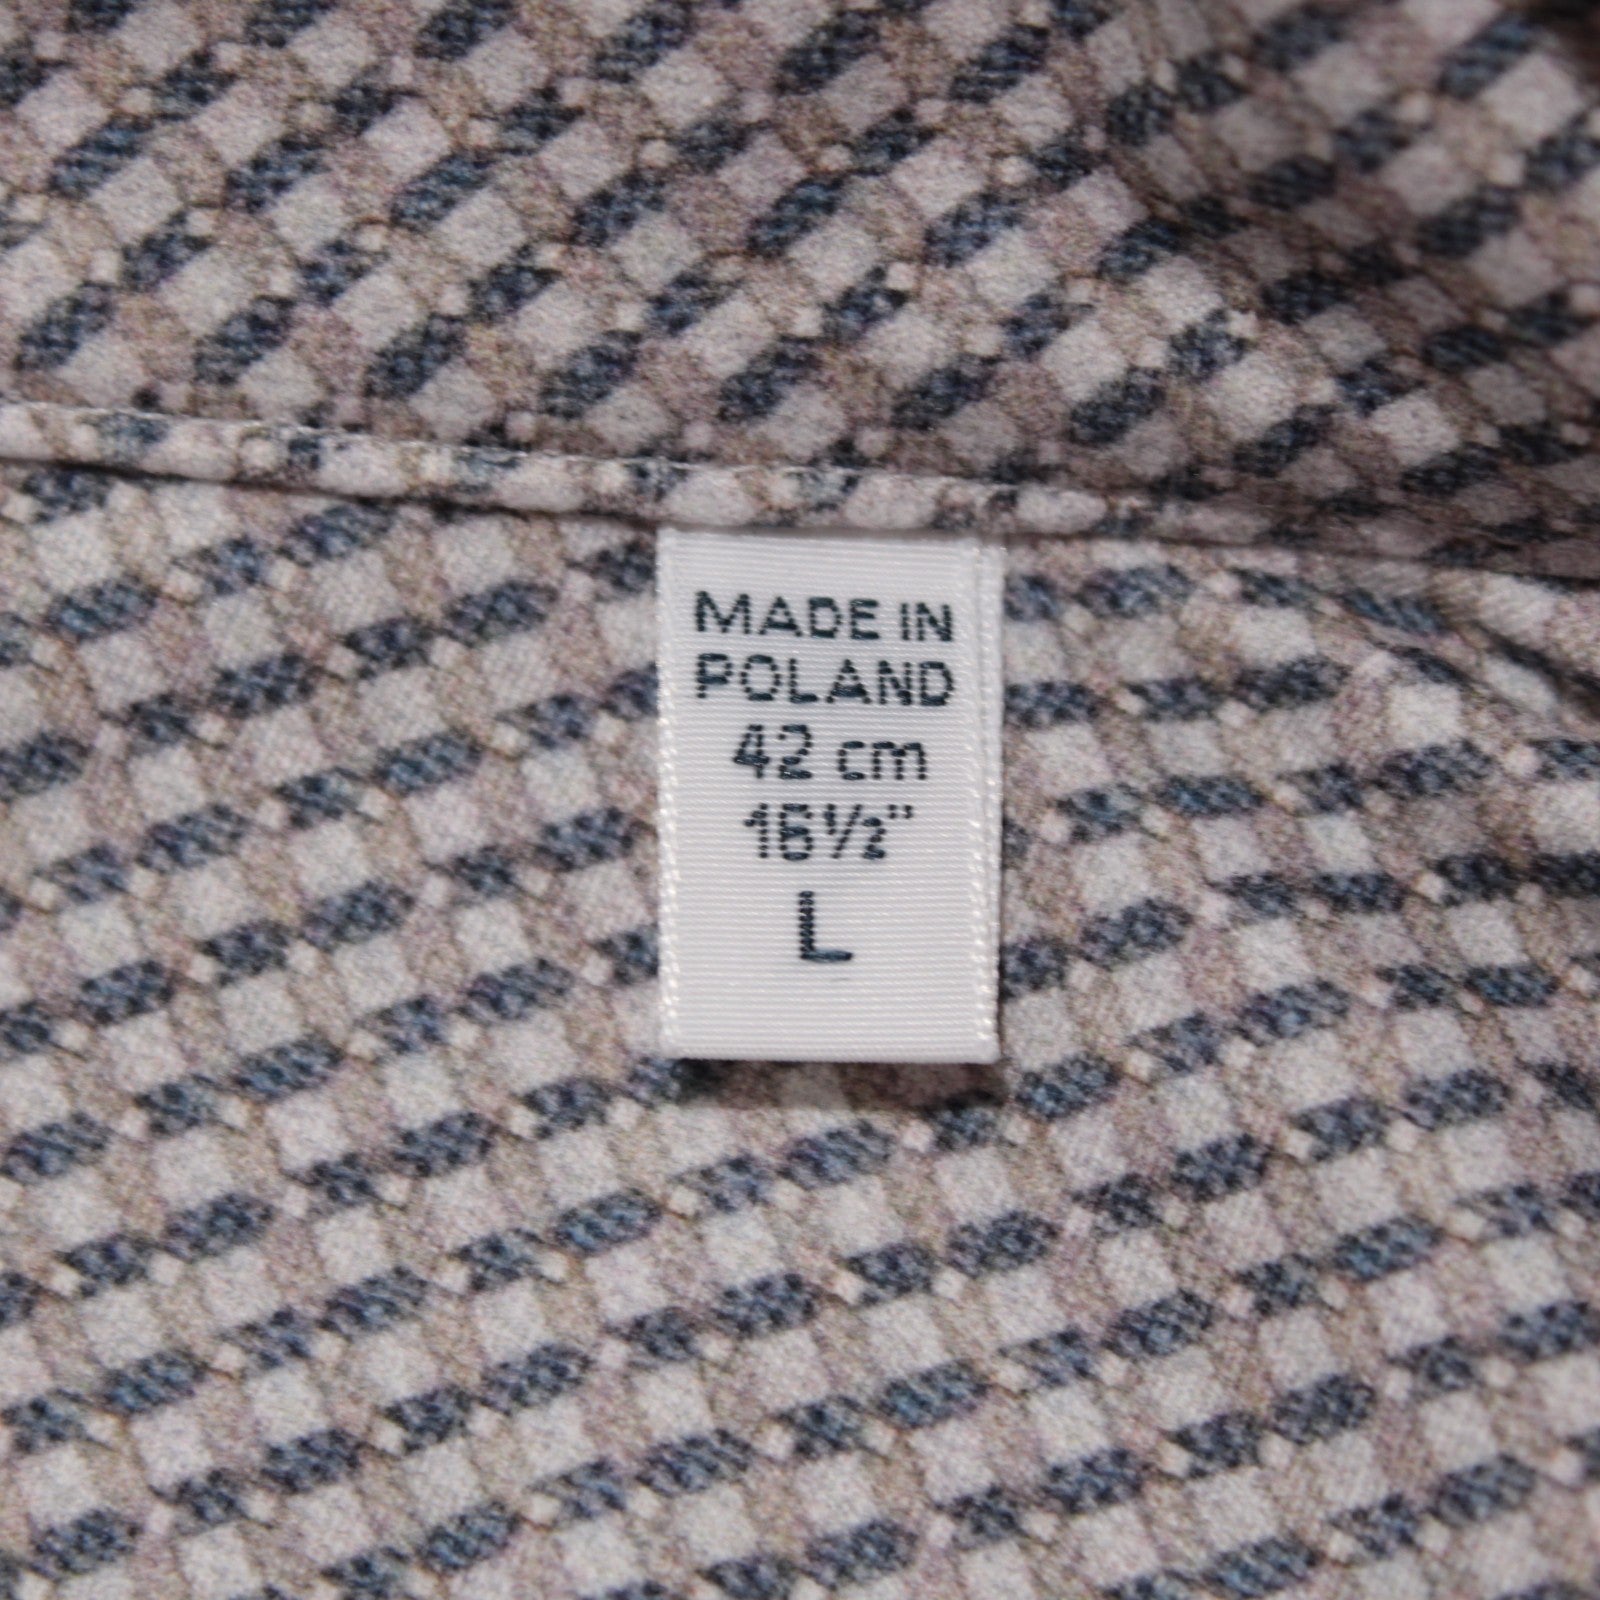 MADE IN
POLAND
42 cm
16½"
L